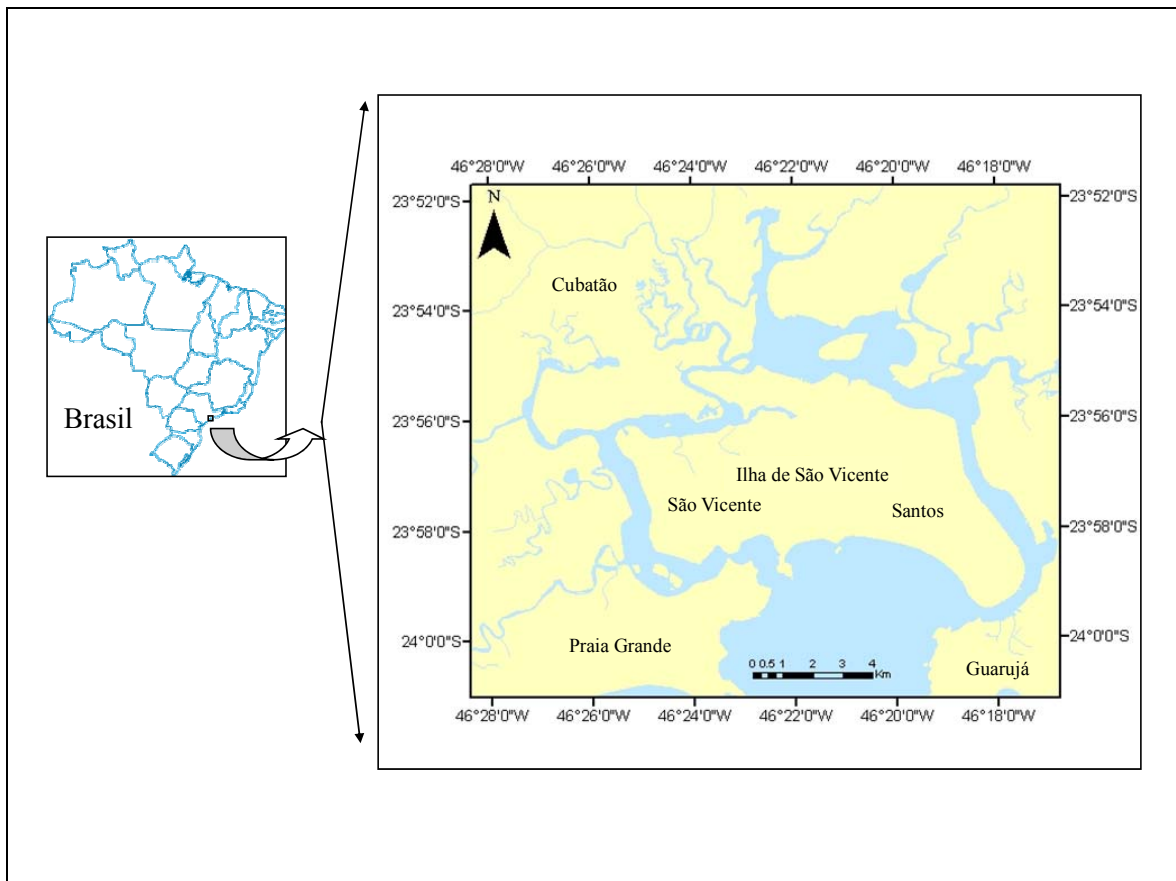 46°28'0"W 46°26'0"W 46°24'0"W 46°22'0"W 46°20'0"W 46°18'0"W
23°52'0"S
23°52'0"S
N
Cubatão
23°54'0"S
23°54'0"S
Brasil
23°56'0"S
23°56'0"S
Ilha de São Vicente
São Vicente
Santos
23°58'0"S
23°58'0"S
Praia Grande
24°0'0"S
24°0'0"S
0 0.5 1 2 3 4
Km
Guarujá
46°28'0"W 46°26'0"W 46°24'0"W 46°22'0"W 46°20'0"W 46°18'0"W